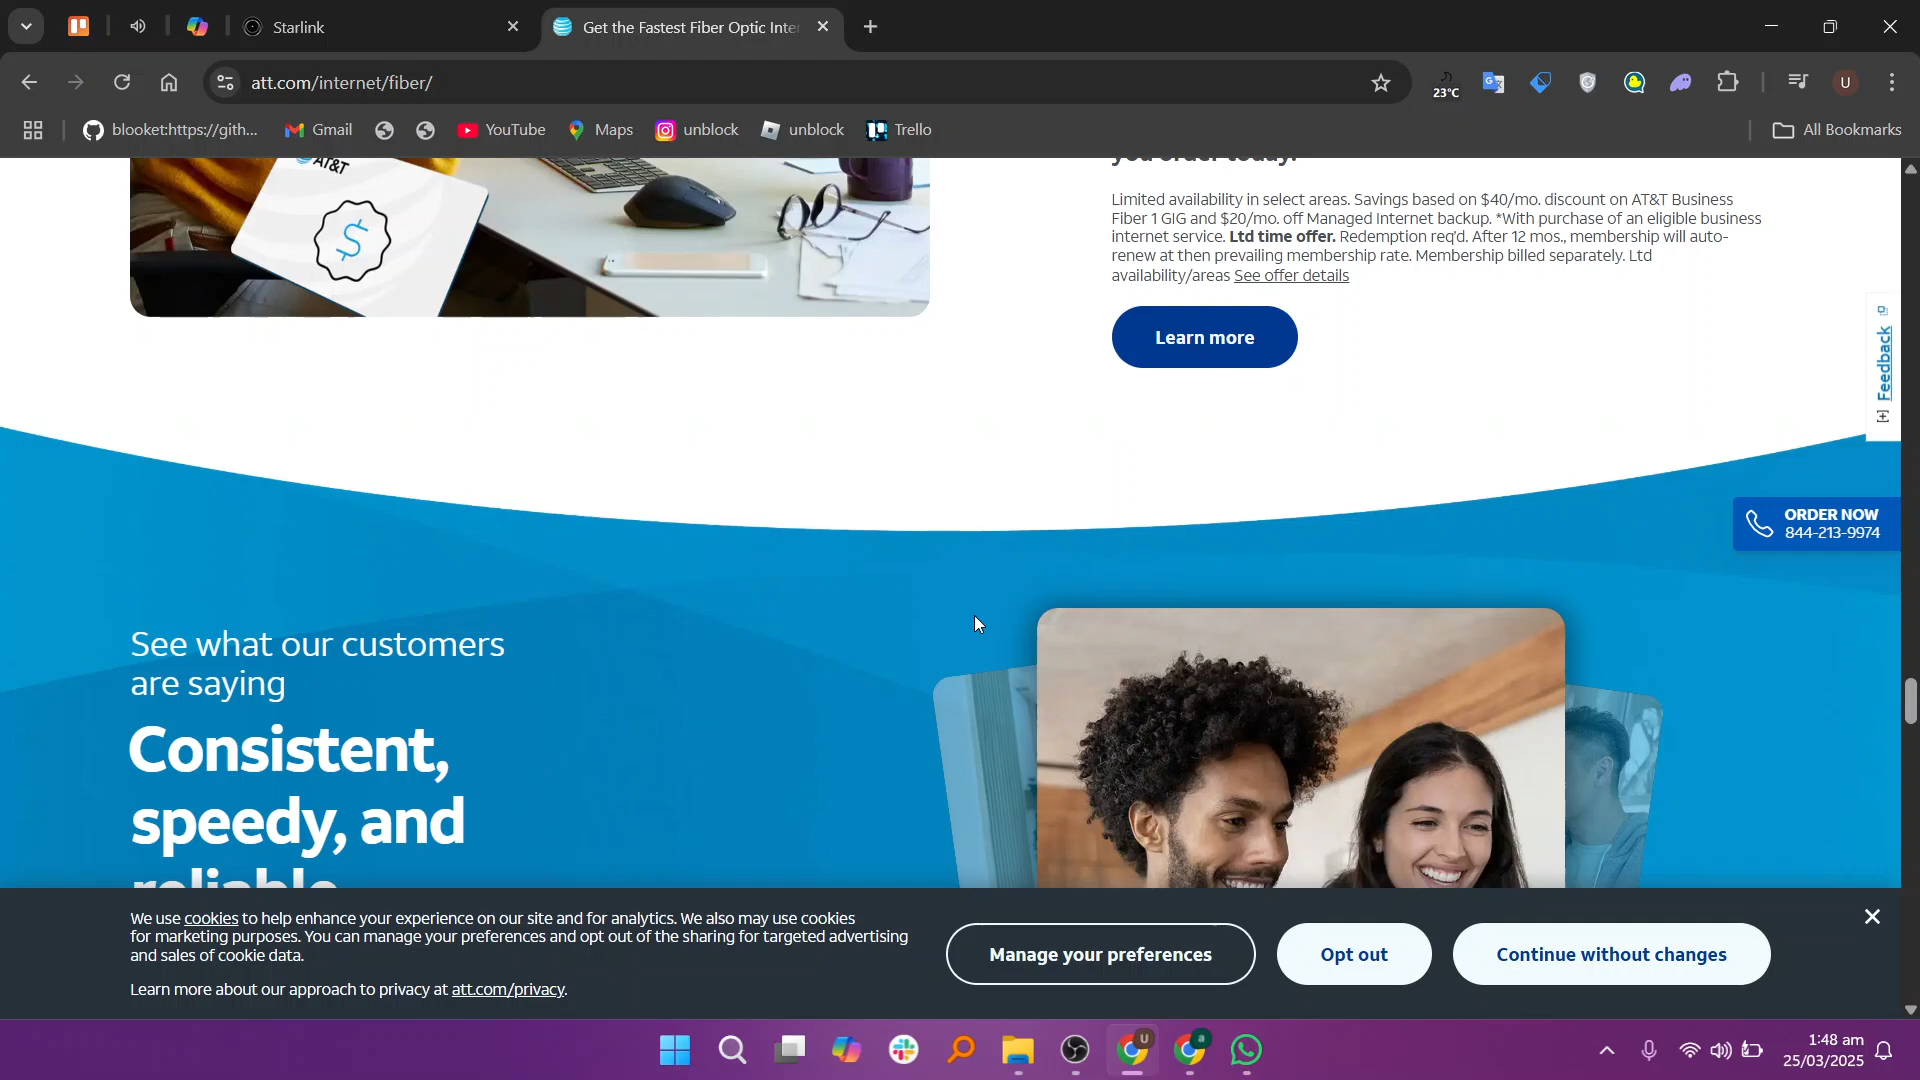 Starlink
Get the Fastest Fiber Optic Inte
att.com/internet/fiber/
23°C
U
blooket:https://gith...
Gmail
YouTube
Maps
unblock
unblock
Trello
All Bookmarks
AT&T
$
you order today.
Limited availability in select areas. Savings based on $40/mo. discount on AT&T Business
Fiber 1 GIG and $20/mo. off Managed Internet backup. *With purchase of an eligible business
internet service. Ltd time offer. Redemption req'd. After 12 mos., membership will auto-
renew at then prevailing membership rate. Membership billed separately. Ltd
availability/areas See offer details
Learn more
[+] Feedback
ORDER NOW
844-213-9974
See what our customers
are saying
Consistent,
speedy, and
reliable
We use cookies to help enhance your experience on our site and for analytics. We also may use cookies
for marketing purposes. You can manage your preferences and opt out of the sharing for targeted advertising
and sales of cookie data.
Learn more about our approach to privacy at att.com/privacy.
Manage your preferences
Opt out
Continue without changes
U
a
1:48 am
25/03/2025